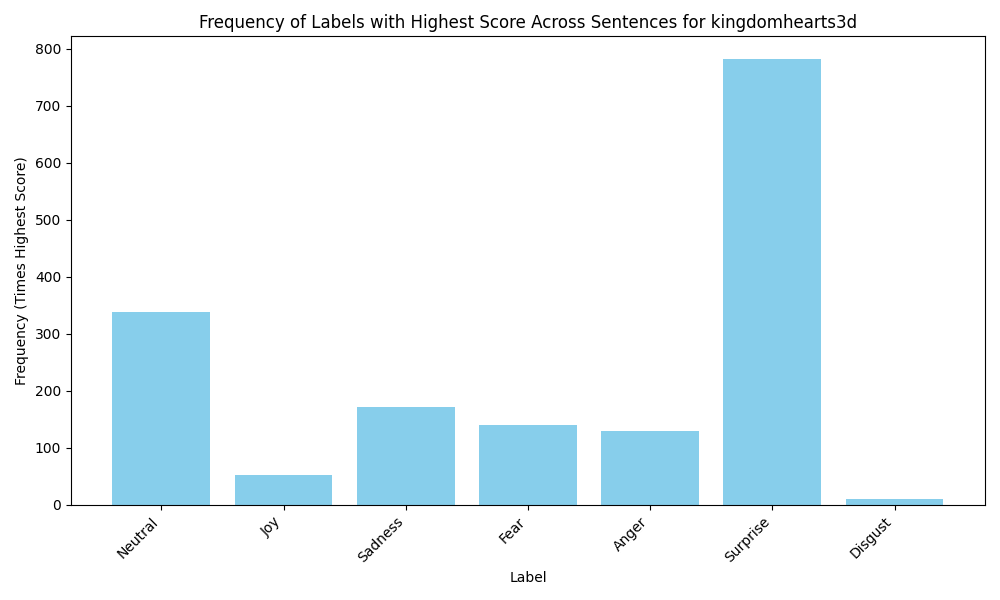 Frequency of Labels with Highest Score Across Sentences for kingdomhearts3d
Frequency (Times Highest Score)
800
700
600
500
400
300
200
100
0
Neutral
Joy
Sadness
Fear
Anger
Surprise
Disgust
Label